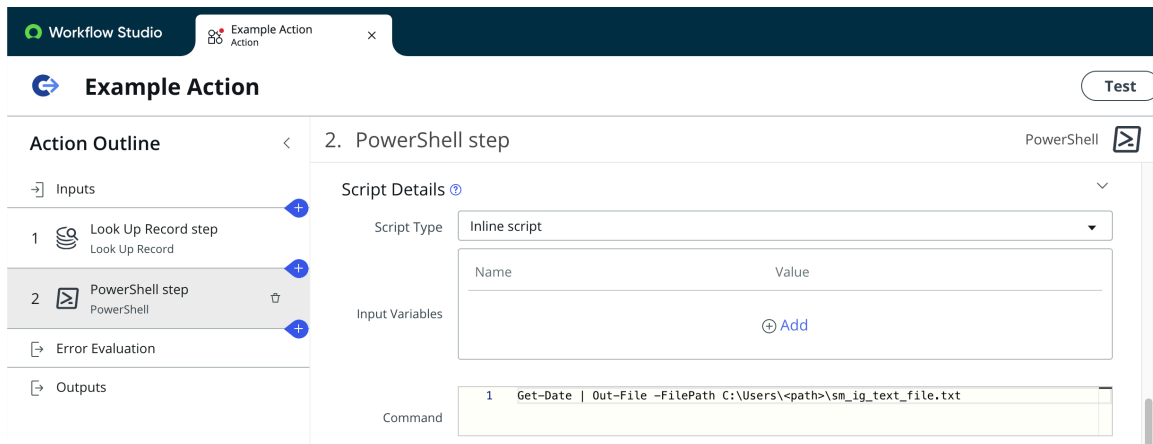 Workflow Studio
Example Action
Action
Example Action
Test
Action Outline
2. PowerShell step
PowerShell
Inputs
Script Details
Script Type
Inline script
1
Look Up Record step
Look Up Record
Name Value
2
PowerShell step
PowerShell
Input Variables
Add
Error Evaluation
Outputs
Command
1 Get-Date | Out-File -FilePath C:\Users\<path>\sm_ig_text_file.txt